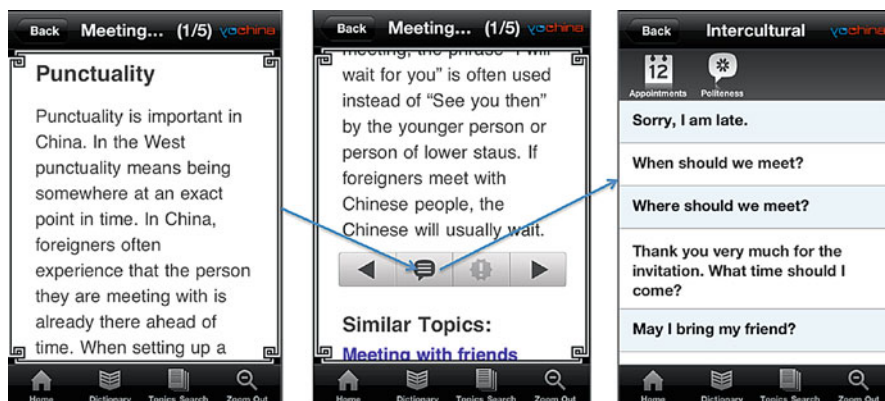 Back Meeting... (1/5) yochina
Punctuality
Punctuality is important in
China. In the West
punctuality means being
somewhere at an exact
point in time. In China,
foreigners often
experience that the person
they are meeting with is
already there ahead of
time. When setting up a
Home Dictionary Topics Search Zoom Out
Back Meeting... (1/5) yochina
meeting, the phrase "I will
wait for you" is often used
instead of "See you then"
by the younger person or
person of lower staus. If
foreigners meet with
Chinese people, the
Chinese will usually wait.
Similar Topics:
Meeting with friends
Home Dictionary Topics Search Zoom Out
Back Intercultural yochina
12
Appointments Politeness
Sorry, I am late.
When should we meet?
Where should we meet?
Thank you very much for the
invitation. What time should I
come?
May I bring my friend?
Home Dictionary Topics Search Zoom Out